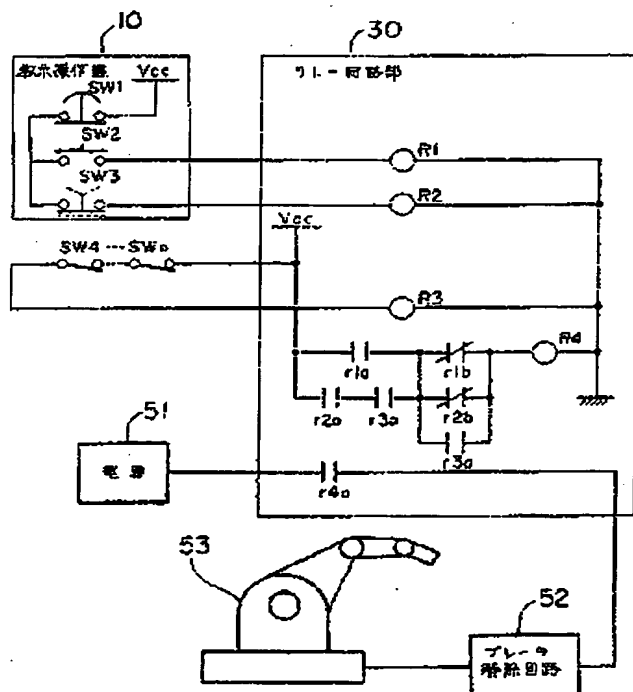 10
30
教示操作盤 Vcc
リレー回路部
SW1
SW2
SW3
R1
R2
Vcc
SW4 --- SWn
R3
R4
r1a
r1b
r2a
r3a
r2b
r3a
51
電源
r4a
53
52
ブレーキ
解除回路